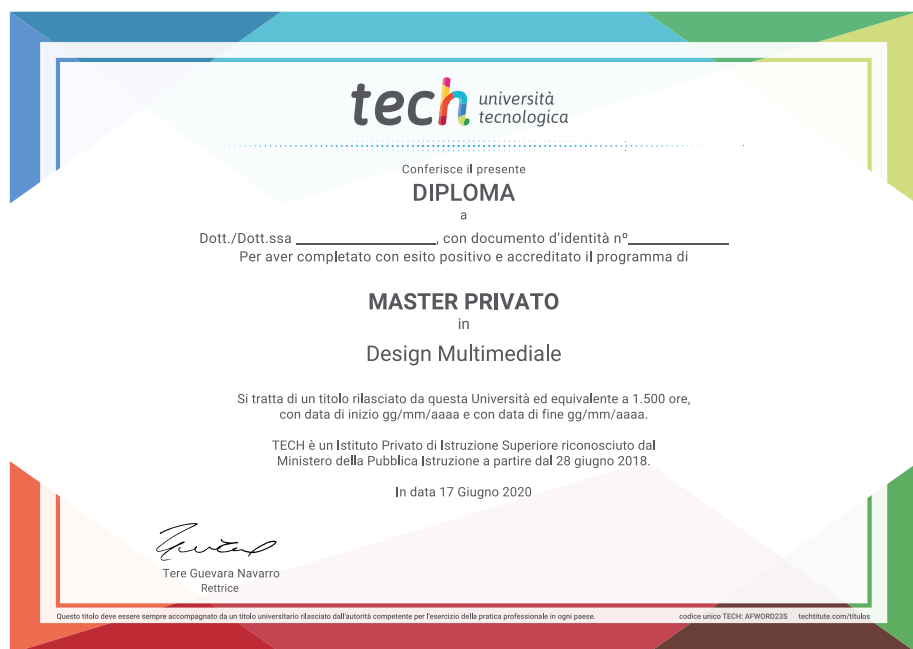 tech università
tecnologica
Conferisce il presente
DIPLOMA
a
Dott./Dott.ssa ________________, con documento d'identità nº____________
Per aver completato con esito positivo e accreditato il programma di
MASTER PRIVATO
in
Design Multimediale
Si tratta di un titolo rilasciato da questa Università ed equivalente a 1.500 ore,
con data di inizio gg/mm/aaaa e con data di fine gg/mm/aaaa.
TECH è un Istituto Privato di Istruzione Superiore riconosciuto dal
Ministero della Pubblica Istruzione a partire dal 28 giugno 2018.
In data 17 Giugno 2020
Tere Guevara Navarro
Rettrice
Questo titolo deve essere sempre accompagnato da un titolo universitario rilasciato dall'autorità competente per l'esercizio della pratica professionale in ogni paese. codice unico TECH: AFWORD23S techtitute.com/titulos